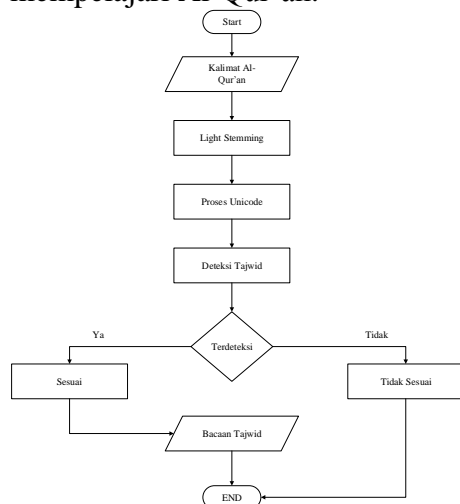 mempelajari Al-Qur'an.
Start
Kalimat Al-
Qur'an
Light Stemming
Proses Unicode
Deteksi Tajwid
Terdeteksi
Ya
Tidak
Sesuai
Tidak Sesuai
Bacaan Tajwid
END